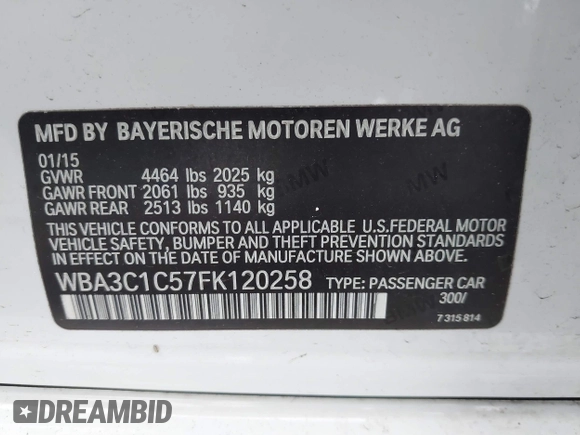 MFD BY BAYERISCHE MOTOREN WERKE AG
01/15
GVWR 4464 lbs 2025 kg
GAWR FRONT 2061 lbs 935 kg
GAWR REAR 2513 lbs 1140 kg
THIS VEHICLE CONFORMS TO ALL APPLICABLE U.S.FEDERAL MOTOR
VEHICLE SAFETY, BUMPER AND THEFT PREVENTION STANDARDS
IN EFFECT ON THE DATE OF MANUFACTURE SHOWN ABOVE.
WBA3C1C57FK120258 TYPE: PASSENGER CAR
300/
7 315 814
DREAMBID